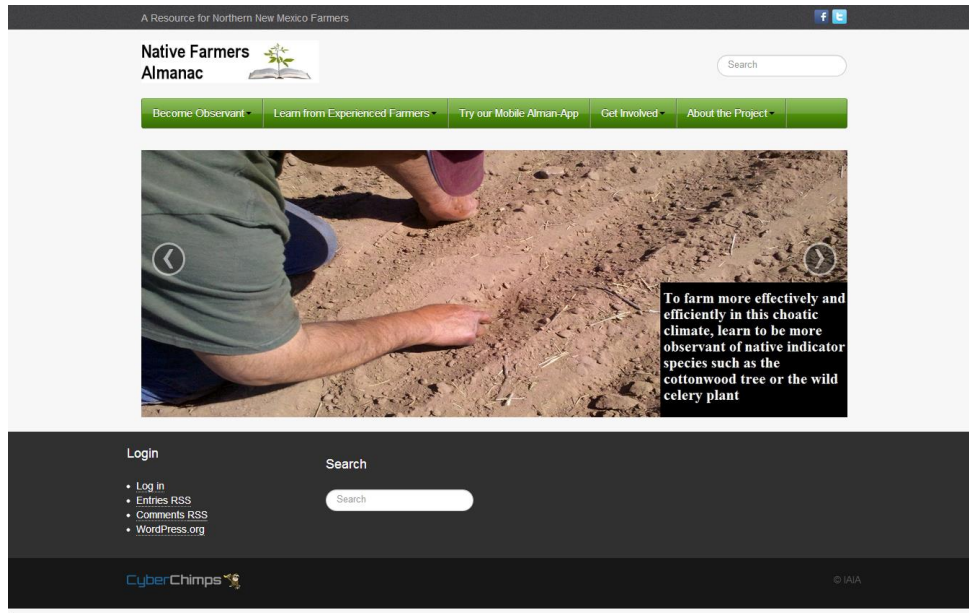 A Resource for Northern New Mexico Farmers
Native Farmers
Almanac
Search
Become Observant
Learn from Experienced Farmers
Try our Mobile Alman-App
Get Involved
About the Project
To farm more effectively and
efficiently in this choatic
climate, learn to be more
observant of native indicator
species such as the
cottonwood tree or the wild
celery plant
Login
Log in
Entries RSS
Comments RSS
WordPress.org
Search
Search
CyberChimps
© IAIA